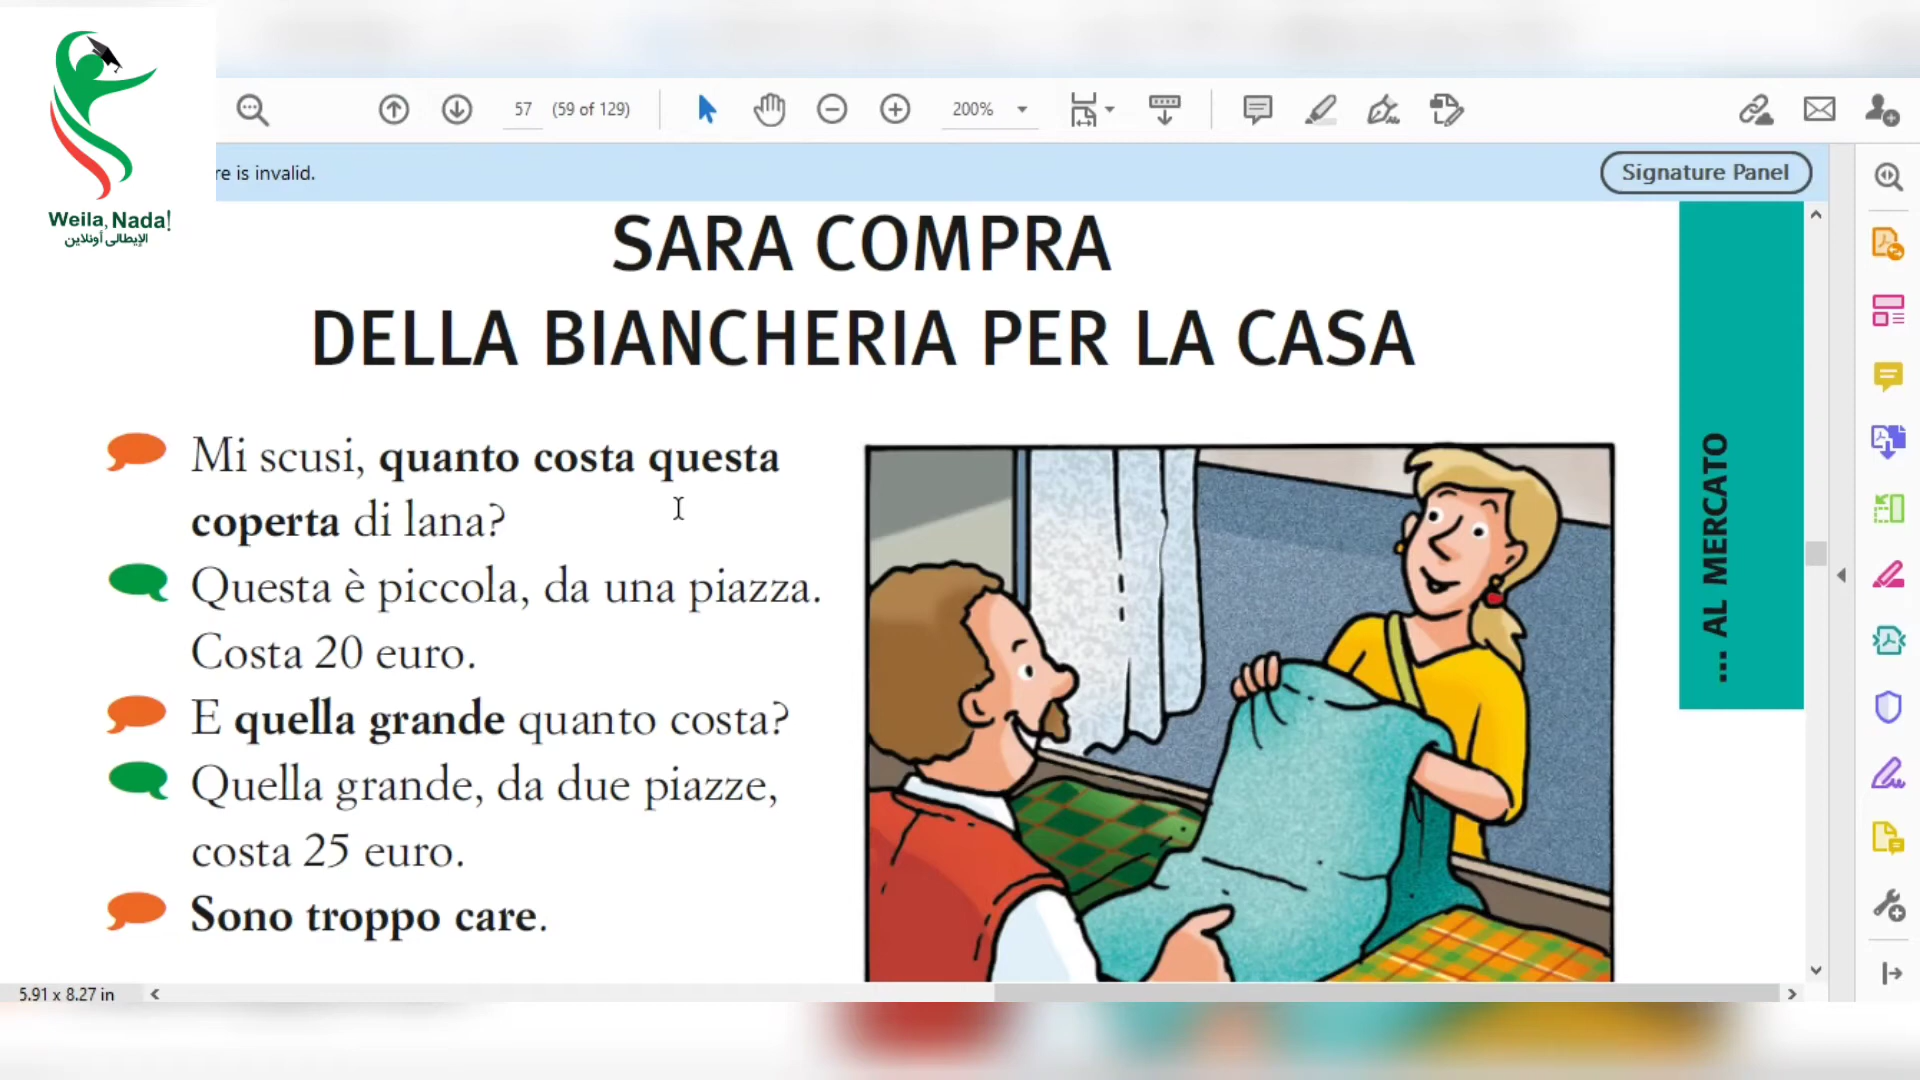 Weila, Nada!
الإيطالى أونلاين
57 (59 of 129)
200%
re is invalid.
Signature Panel
SARA COMPRA
DELLA BIANCHERIA PER LA CASA
Mi scusi, quanto costa questa
coperta di lana?
Questa è piccola, da una piazza.
Costa 20 euro.
E quella grande quanto costa?
Quella grande, da due piazze,
costa 25 euro.
Sono troppo care.
... AL MERCATO
5.91 x 8.27 in